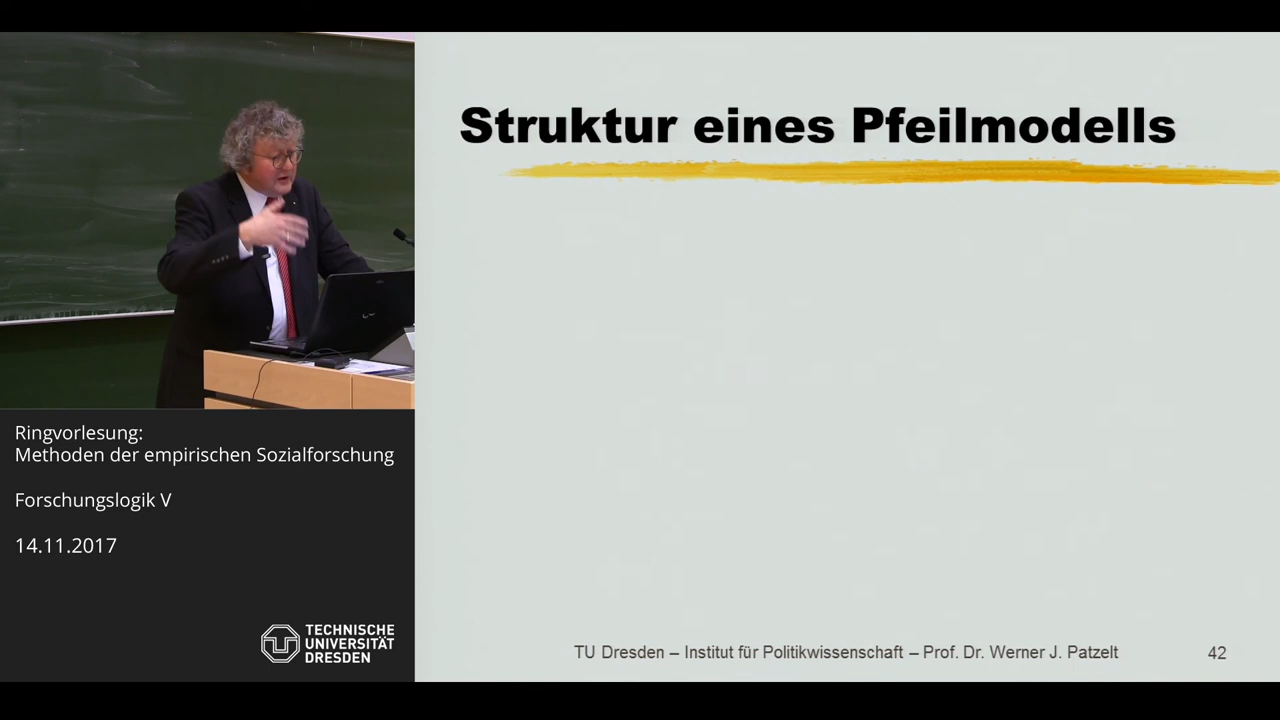 Struktur eines Pfeilmodells
Ringvorlesung:
Methoden der empirischen Sozialforschung
Forschungslogik V
14.11.2017
TECHNISCHE
UNIVERSITÄT
DRESDEN
TU Dresden – Institut für Politikwissenschaft – Prof. Dr. Werner J. Patzelt
42